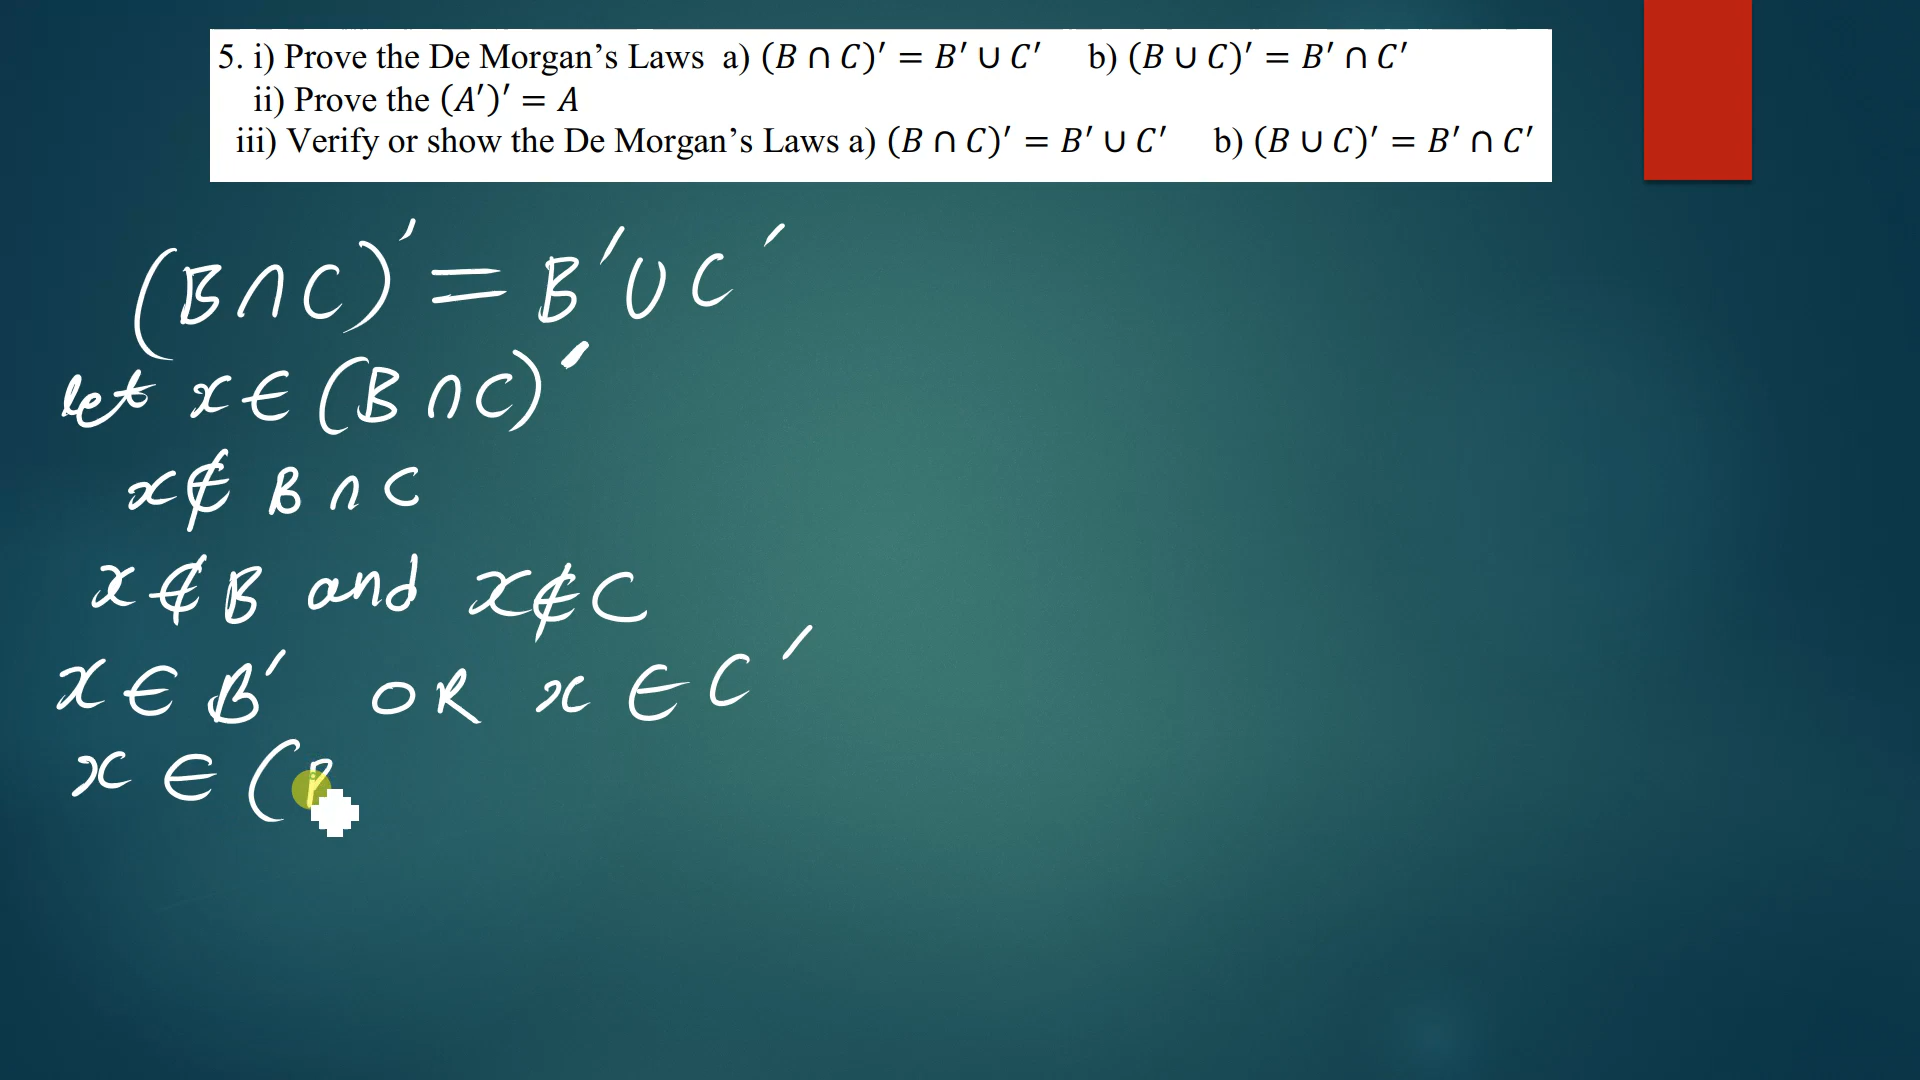 5. i) Prove the De Morgan’s Laws a) (B ∩ C)′ = B′ ∪ C′ b) (B ∪ C)′ = B′ ∩ C′
ii) Prove the (A′)′ = A
iii) Verify or show the De Morgan’s Laws a) (B ∩ C)′ = B′ ∪ C′ b) (B ∪ C)′ = B′ ∩ C′
(B ∩ C)′ = B′ ∪ C′
let x ∈ (B ∩ C)′
x ∉ B ∩ C
x ∉ B and x ∉ C
x ∈ B′ OR x ∈ C′
x ∈ (